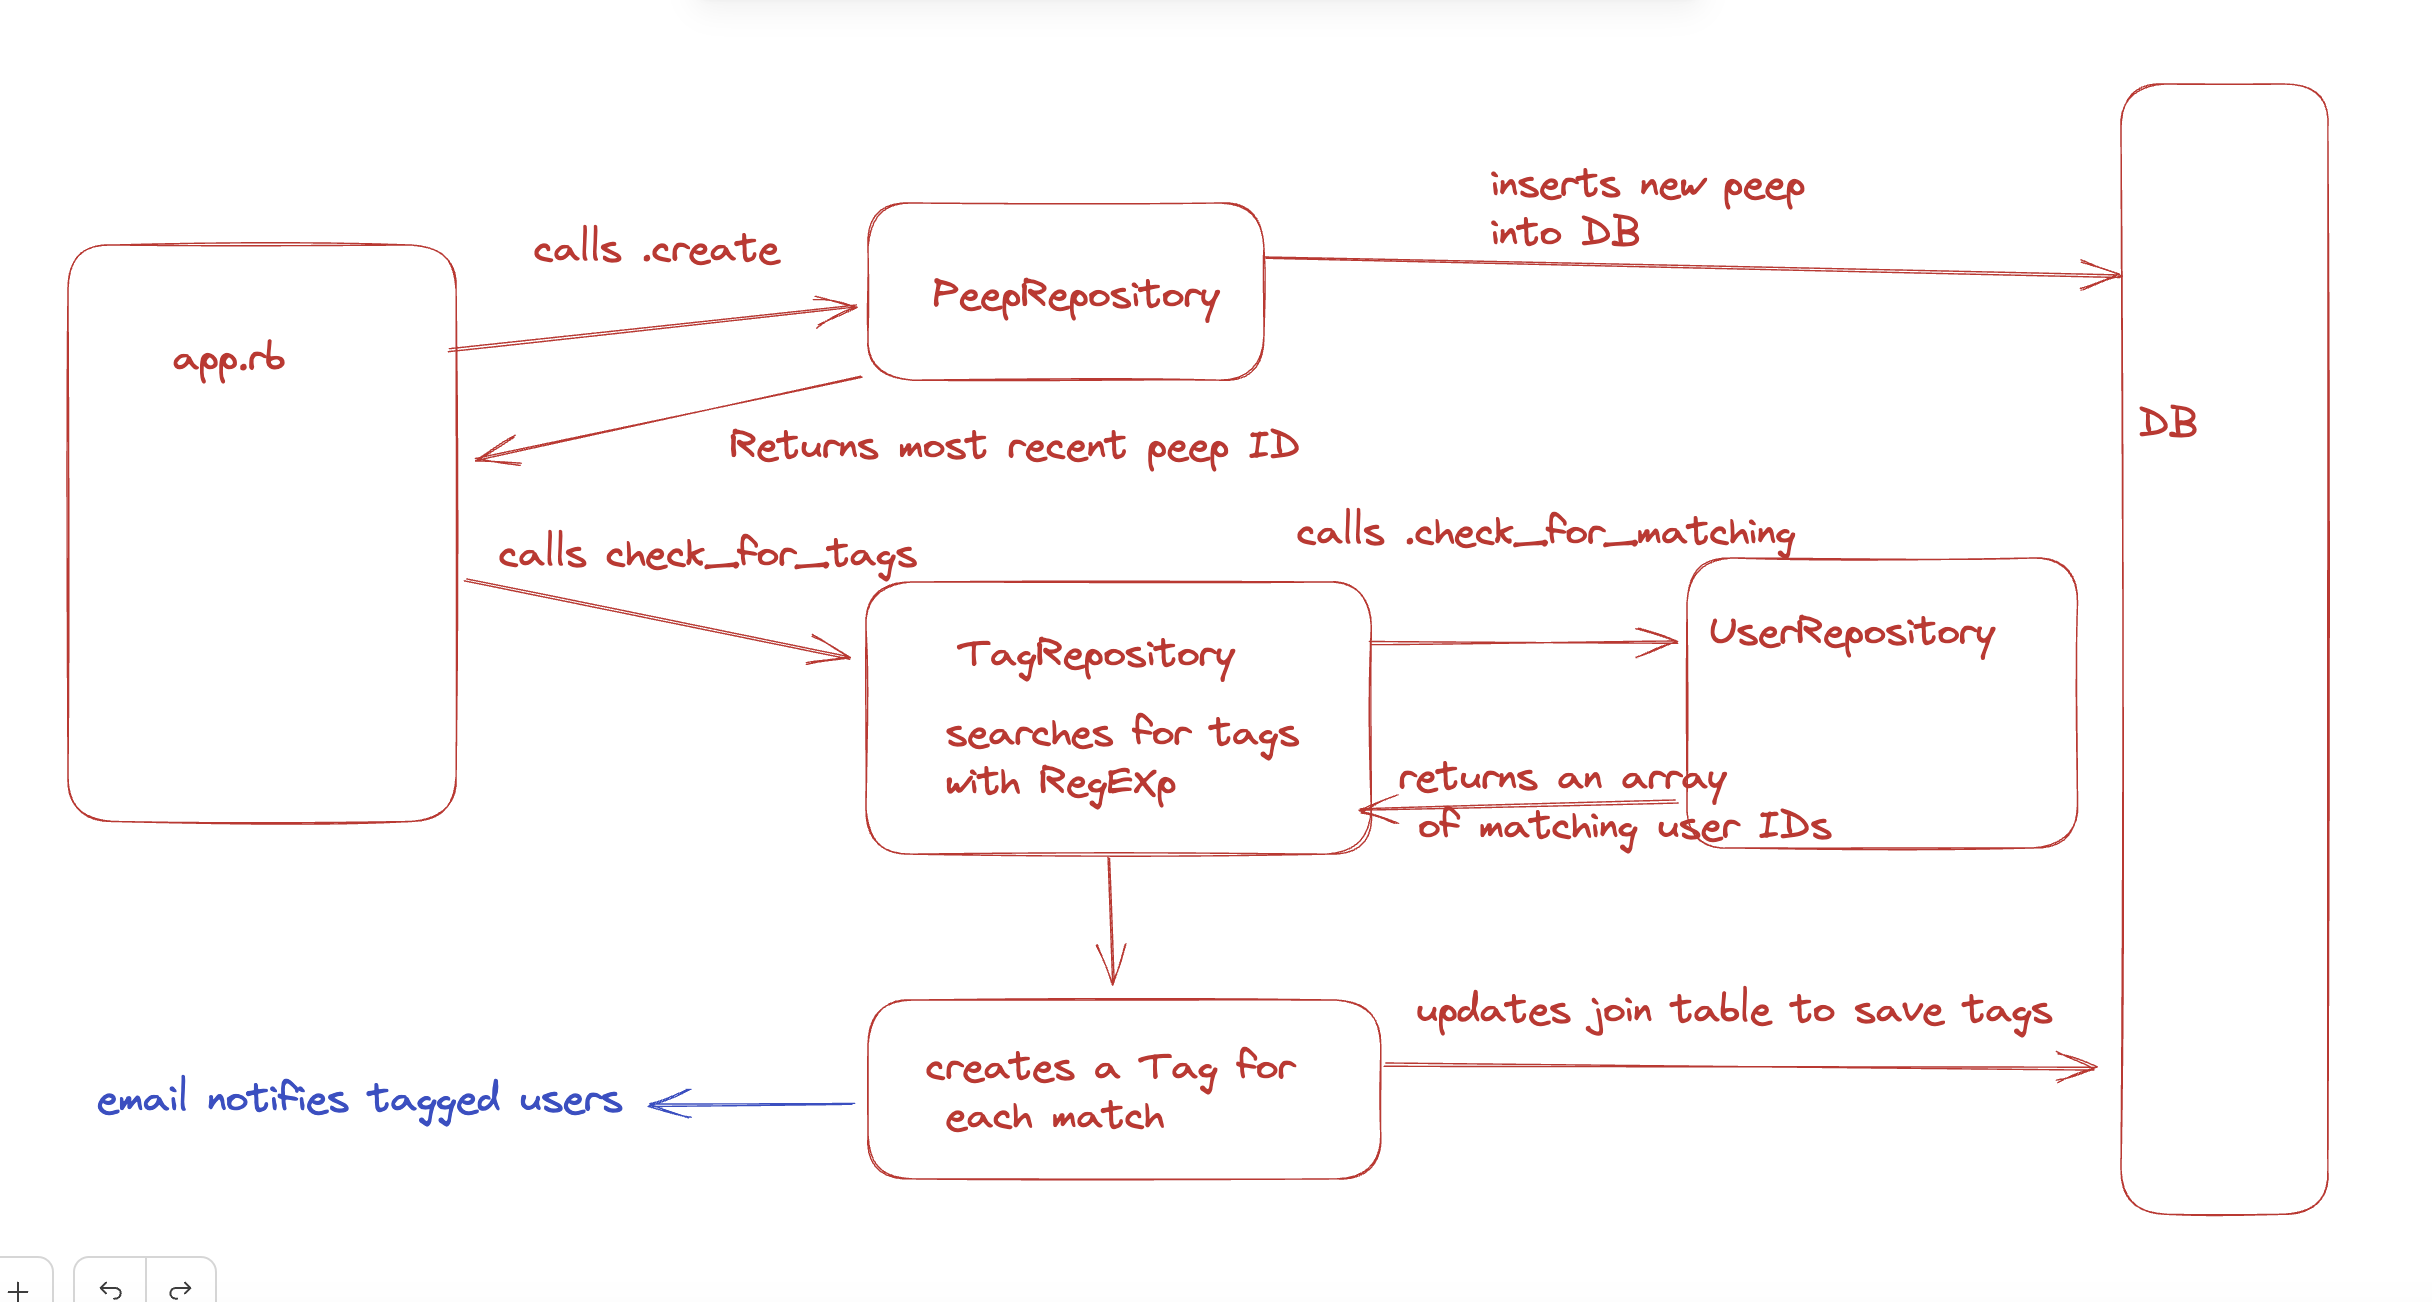 inserts new peep
into DB
calls .create
PeepRepository
app.rb
DB
Returns most recent peep ID
calls .check_for_matching
calls check_for_tags
UserRepository
TagRepository
searches for tags
with RegEXp
returns an array
of matching user IDs
updates join table to save tags
creates a Tag for
each match
email notifies tagged users